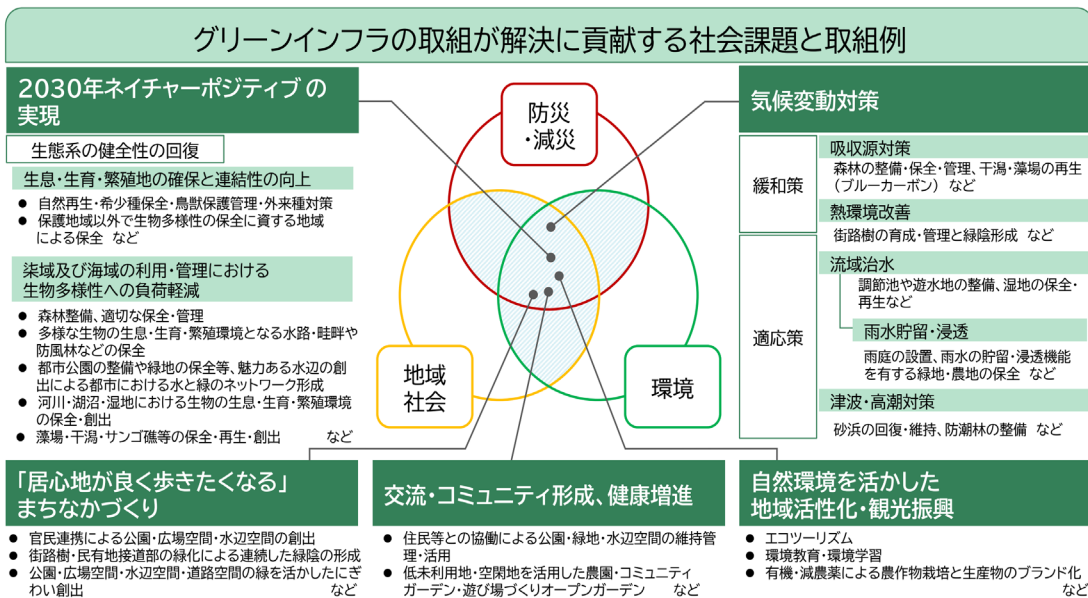 グリーンインフラの取組が解決に貢献する社会課題と取組例
2030年ネイチャーポジティブの
実現
生態系の健全性の回復
生息・生育・繁殖地の確保と連結性の向上
● 自然再生・希少種保全・鳥獣保護管理・外来種対策
● 保護地域以外で生物多様性の保全に資する地域
による保全 など
柒域及び海域の利用・管理における
生物多様性への負荷軽減
● 森林整備、適切な保全・管理
● 多様な生物の生息・生育・繁殖環境となる水路・畦畔や
防風林などの保全
● 都市公園の整備や緑地の保全等、魅力ある水辺の創
出による都市における水と緑のネットワーク形成
● 河川・湖沼・湿地における生物の生息・生育・繁殖環境
の保全・創出
● 藻場・干潟・サンゴ礁等の保全・再生・創出 など
防災
・減災
地域
社会
環境
気候変動対策
緩和策
吸収源対策
森林の整備・保全・管理、干潟・藻場の再生
(ブルーカーボン) など
熱環境改善
街路樹の育成・管理と緑陰形成 など
適応策
流域治水
調節池や遊水地の整備、湿地の保全・
再生など
雨水貯留・浸透
雨庭の設置、雨水の貯留・浸透機能
を有する緑地・農地の保全 など
津波・高潮対策
砂浜の回復・維持、防潮林の整備 など
「居心地が良く歩きたくなる」
まちなかづくり
● 官民連携による公園・広場空間・水辺空間の創出
● 街路樹・民有地接道部の緑化による連続した緑陰の形成
● 公園・広場空間・水辺空間・道路空間の緑を活かしたにぎ
わい創出 など
交流・コミュニティ形成、健康増進
● 住民等との協働による公園・緑地・水辺空間の維持管
理・活用
● 低未利用地・空閑地を活用した農園・コミュニティ
ガーデン・遊び場づくりオープンガーデン など
自然環境を活かした
地域活性化・観光振興
● エコツーリズム
● 環境教育・環境学習
● 有機・減農薬による農作物栽培と生産物のブランド化
など